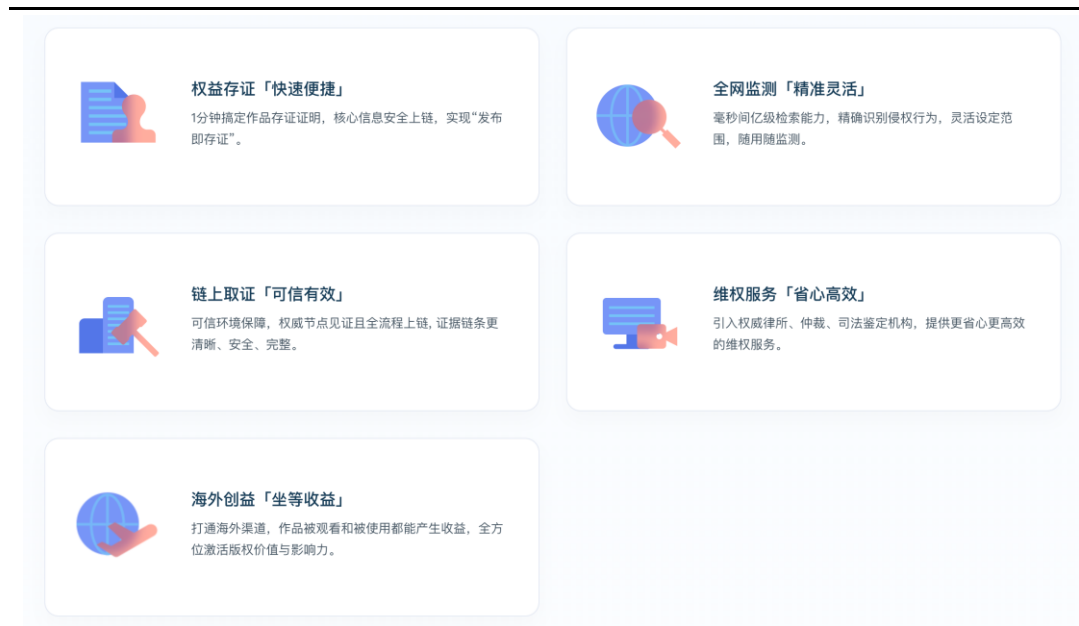 权益存证「快速便捷」
1分钟搞定作品存证证明，核心信息安全上链，实现“发布
即存证”。
全网监测「精准灵活」
毫秒间亿级检索能力，精确识别侵权行为，灵活设定范
围，随用随监测。
链上取证「可信有效」
可信环境保障，权威节点见证且全流程上链, 证据链条更
清晰、安全、完整。
维权服务「省心高效」
引入权威律所、仲裁、司法鉴定机构，提供更省心更高效
的维权服务。
海外创益「坐等收益」
打通海外渠道，作品被观看和被使用都能产生收益，全方
位激活版权价值与影响力。